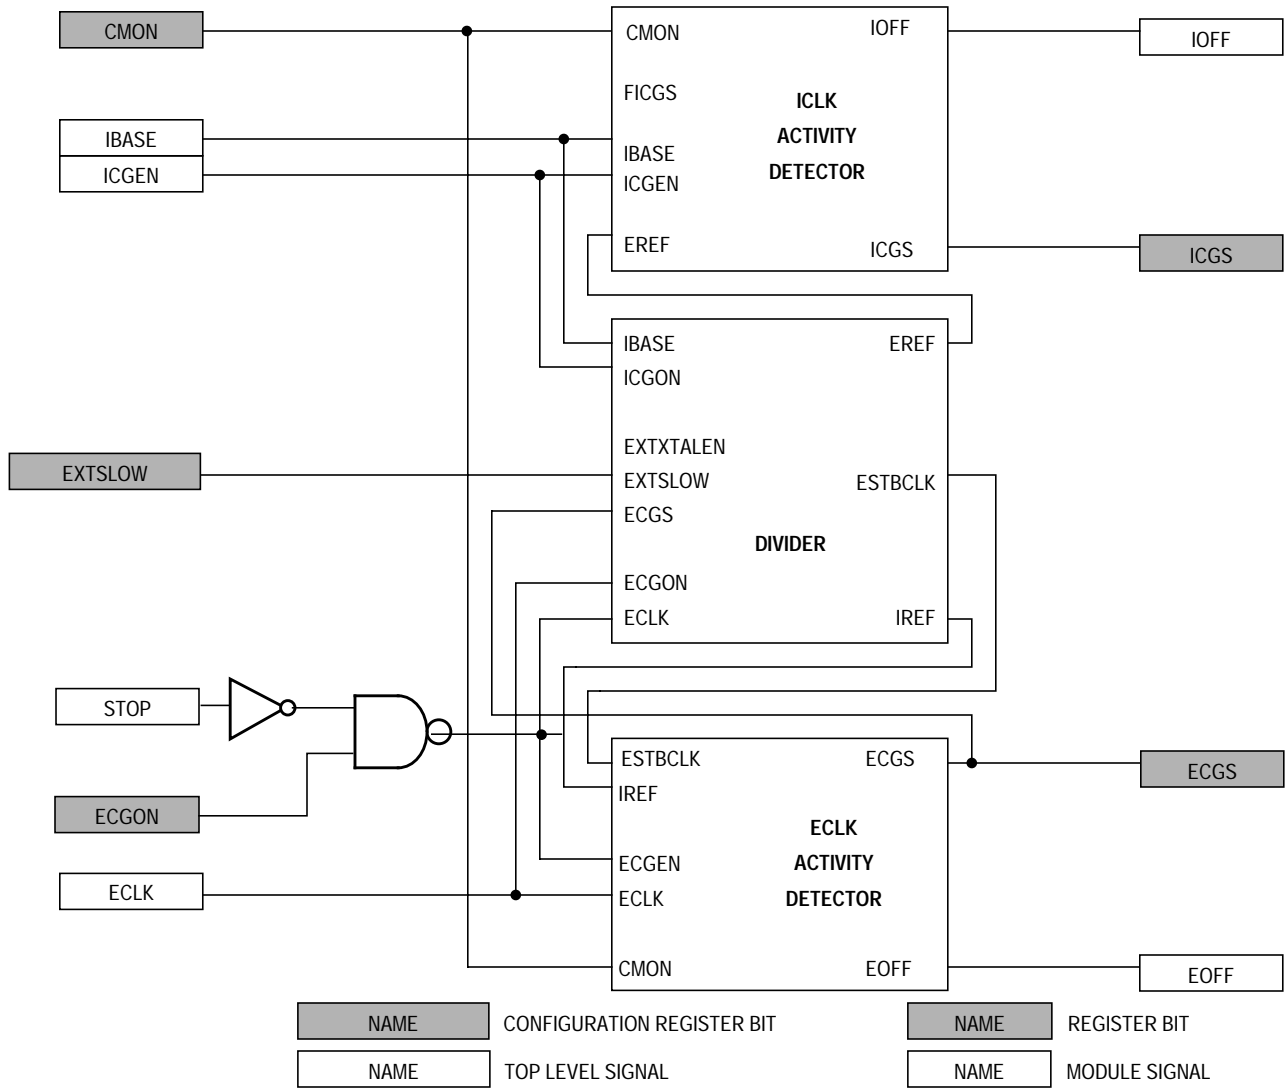 CMON
CMON
IOFF
IOFF
FICGS
ICLK
ACTIVITY
DETECTOR
IBASE
IBASE
ICGEN
ICGEN
EREF
ICGS
ICGS
IBASE
EREF
ICGON
EXTXTALEN
EXTSLOW
EXTSLOW
ESTBCLK
ECGS
DIVIDER
ECGON
ECLK
IREF
STOP
ESTBCLK
ECGS
ECGS
IREF
ECGON
ECLK
ACTIVITY
DETECTOR
ECGEN
ECLK
ECLK
CMON
EOFF
EOFF
NAME CONFIGURATION REGISTER BIT
NAME REGISTER BIT
NAME TOP LEVEL SIGNAL
NAME MODULE SIGNAL